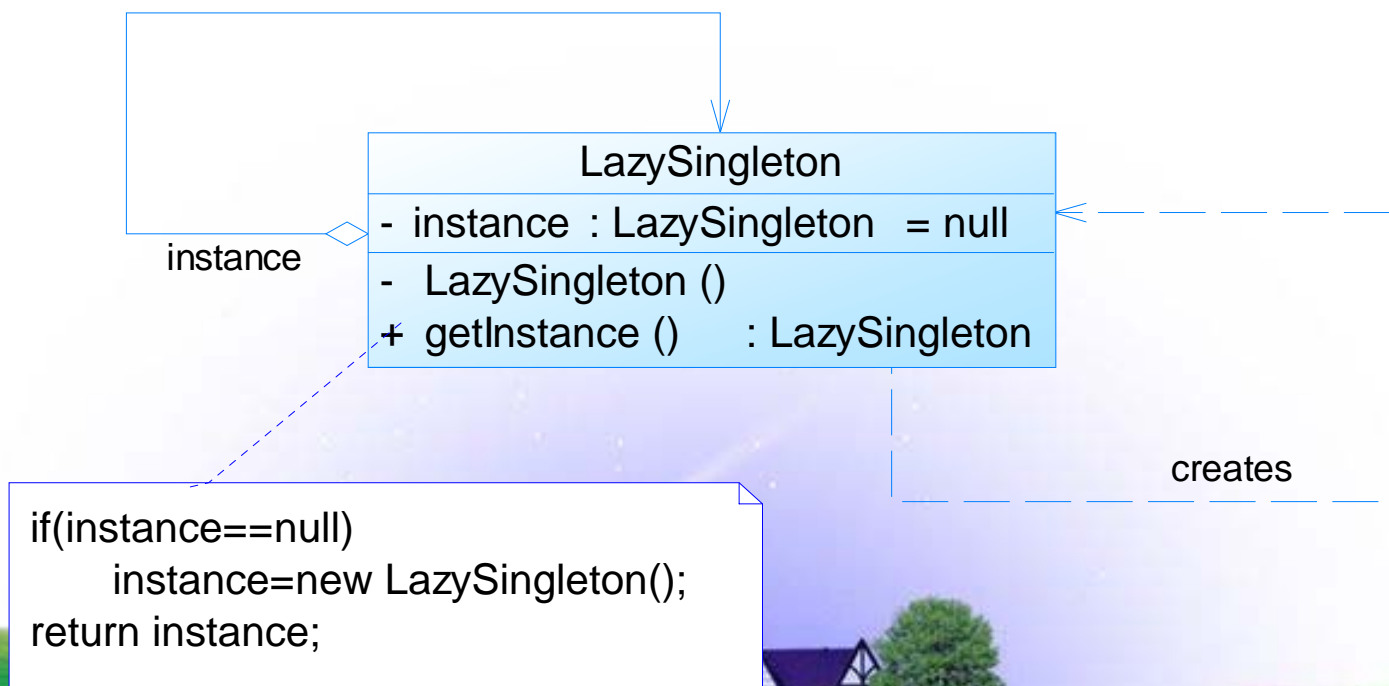 LazySingleton
- instance : LazySingleton = null
instance
- LazySingleton ()
+ getInstance () : LazySingleton
creates
if(instance==null)
instance=new LazySingleton();
return instance;